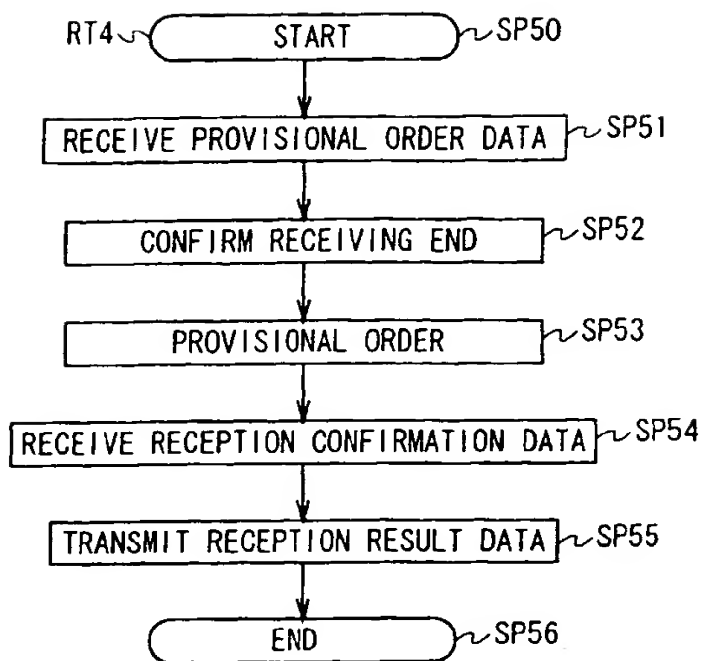 RT4 START SP50
RECEIVE PROVISIONAL ORDER DATA SP51
CONFIRM RECEIVING END SP52
PROVISIONAL ORDER SP53
RECEIVE RECEPTION CONFIRMATION DATA SP54
TRANSMIT RECEPTION RESULT DATA SP55
END SP56